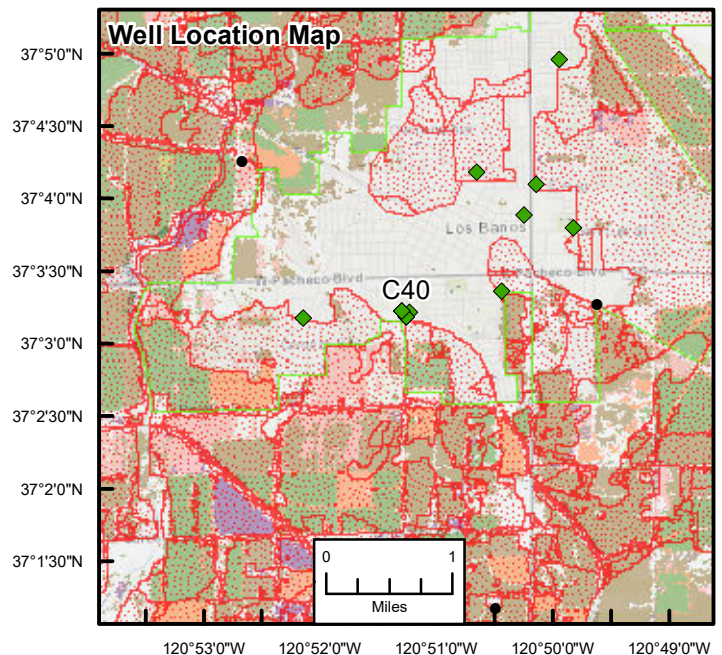 Well Location Map
37°5'0"N
37°4'30"N
37°4'0"N
37°3'30"N
37°3'0"N
37°2'30"N
37°2'0"N
37°1'30"N
Los Banos
Pacheco Blvd
Pacheco Blvd
C40
0 1
Miles
120°53'0"W 120°52'0"W 120°51'0"W 120°50'0"W 120°49'0"W